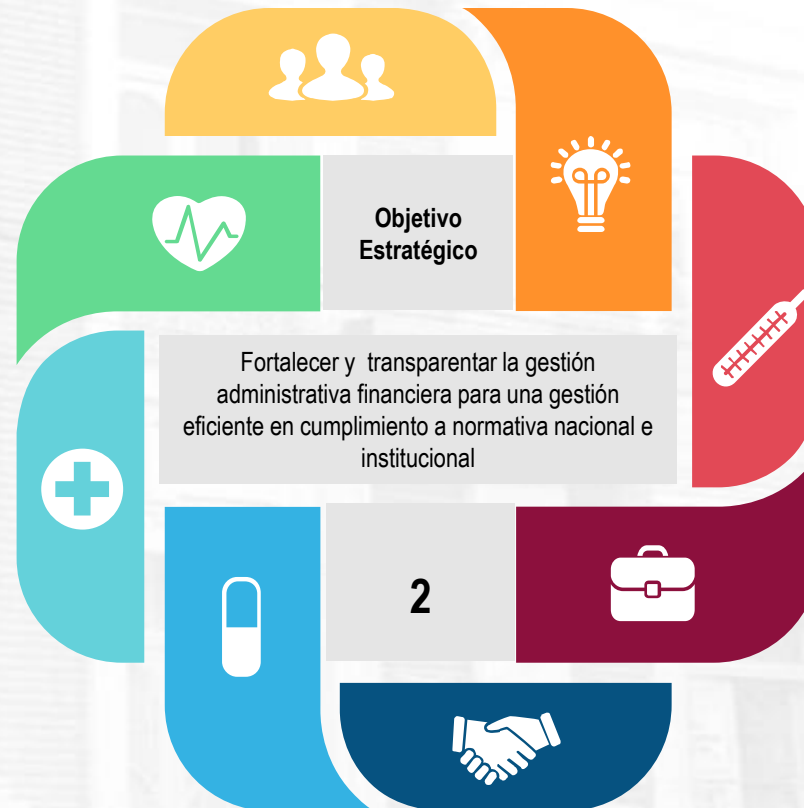 Objetivo
Estratégico
Fortalecer y transparentar la gestión
administrativa financiera para una gestión
eficiente en cumplimiento a normativa nacional e
institucional
2